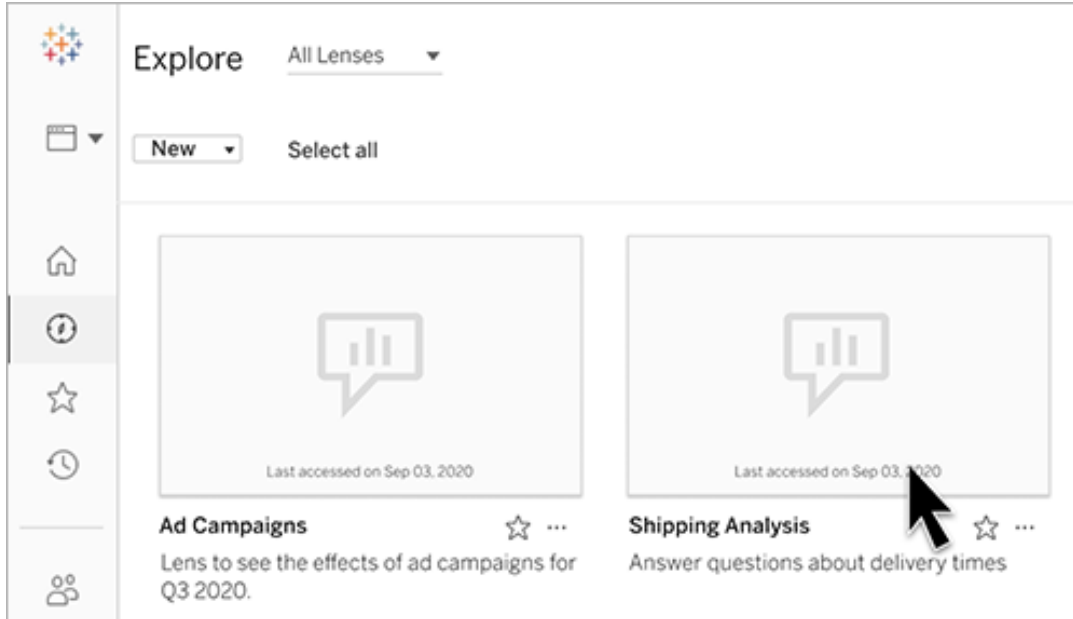 Explore
All Lenses
New
Select all
Last accessed on Sep 03, 2020
Last accessed on Sep 03, 2020
Ad Campaigns
Lens to see the effects of ad campaigns for
Q3 2020.
Shipping Analysis
Answer questions about delivery times